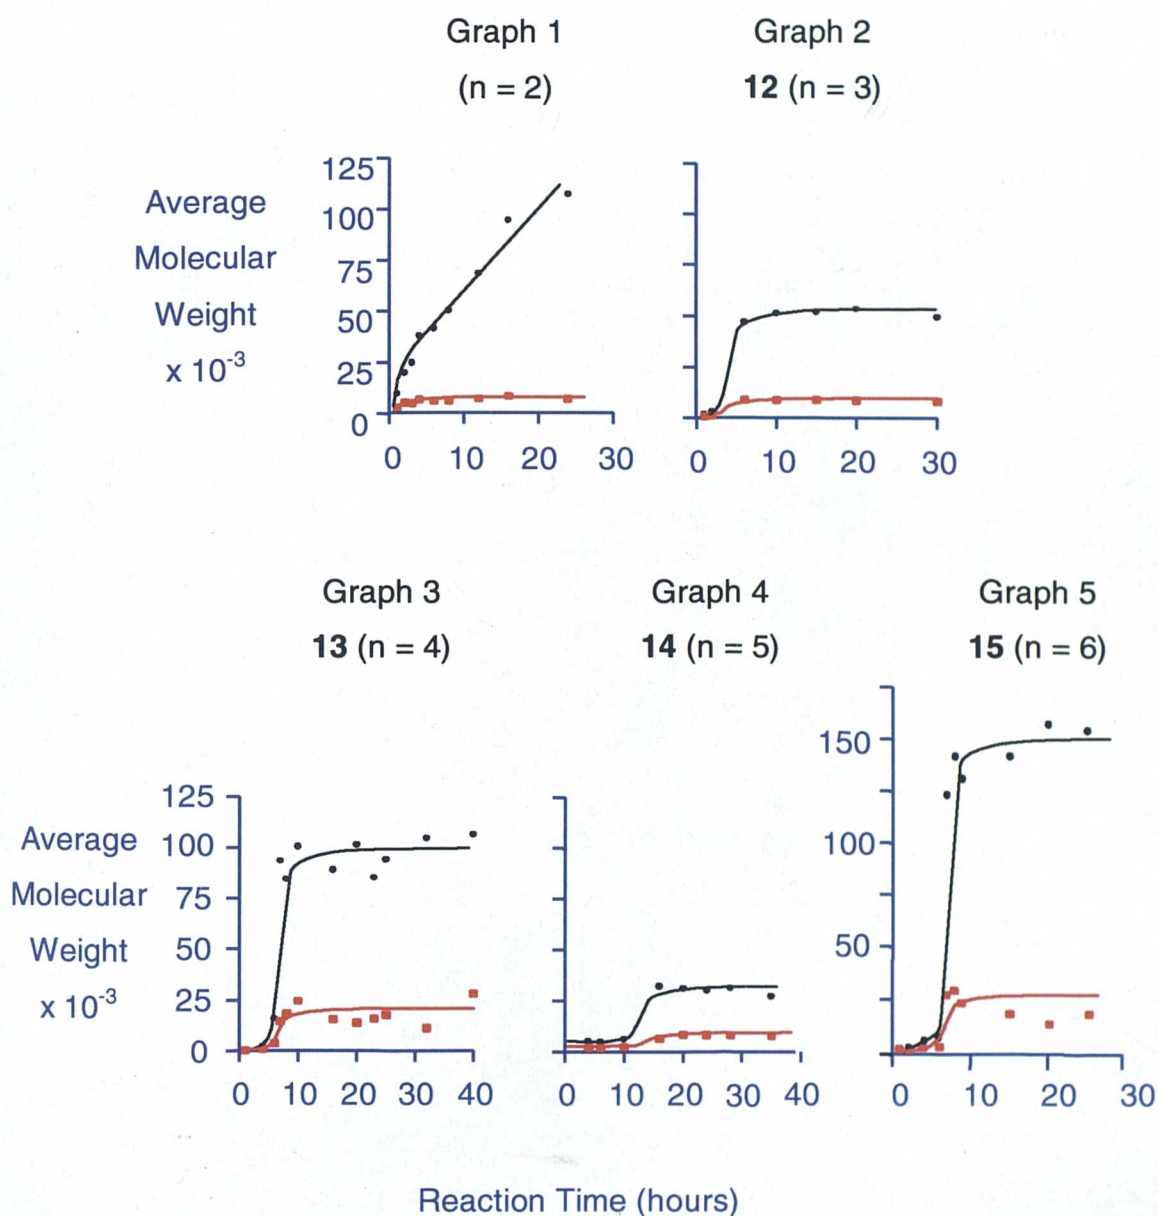 Graph 1
(n = 2)
Graph 2
12 (n = 3)
Average
Molecular
Weight
x 10-3
125
100
75
50
25
0
0 10 20 30
0 10 20 30
Graph 3
13 (n = 4)
Graph 4
14 (n = 5)
Graph 5
15 (n = 6)
Average
Molecular
Weight
x 10-3
125
100
75
50
25
0
0 10 20 30 40
0 10 20 30 40
150
100
50
0 10 20 30
Reaction Time (hours)